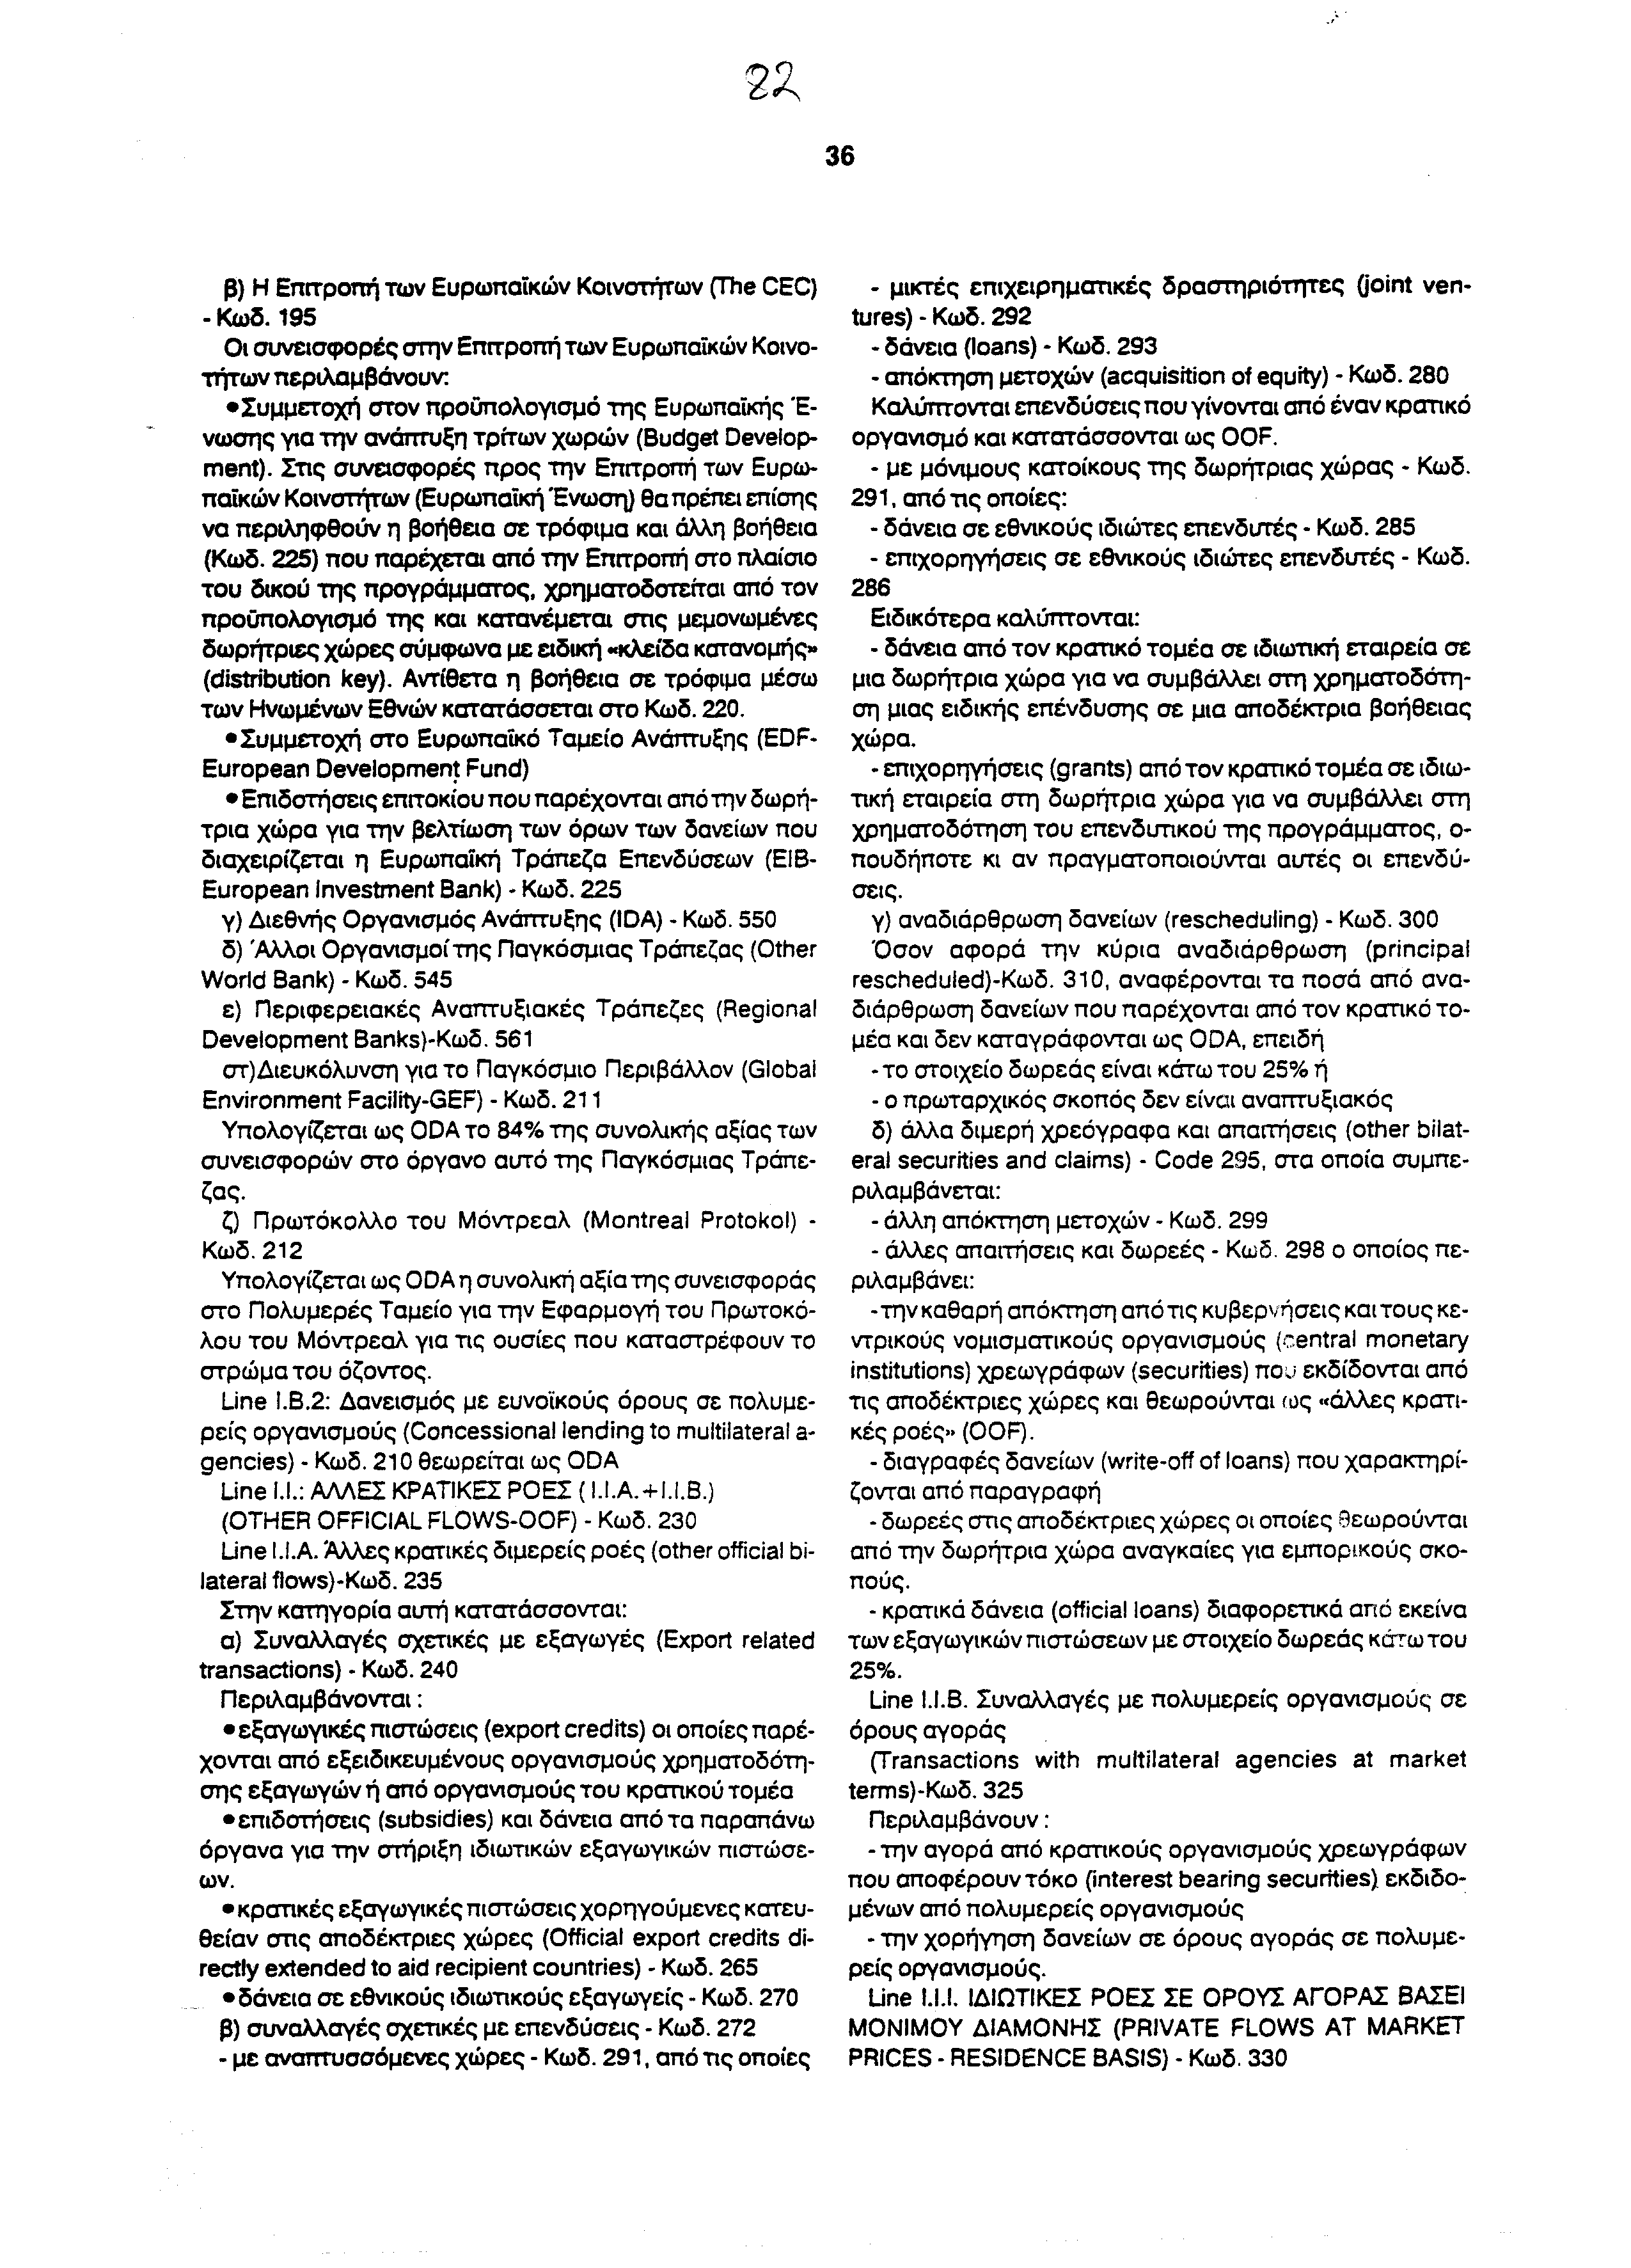 22
36
β) Η Επιτροπή των Ευρωπαϊκών Κοινοτήτων (The CEC)
- Κωδ. 195
Οι συνεισφορές στην Επιτροπή των Ευρωπαϊκών Κοινο-
τήτων περιλαμβάνουν:
•Συμμετοχή στον προϋπολογισμό της Ευρωπαϊκής Έ-
νωσης για την ανάπτυξη τρίτων χωρών (Budget Develop-
ment). Στις συνεισφορές προς την Επιτροπή των Ευρω-
παϊκών Κοινοτήτων (Ευρωπαϊκή Ένωση) θα πρέπει επίσης
να περιληφθούν η βοήθεια σε τρόφιμα και άλλη βοήθεια
(Κωδ. 225) που παρέχεται από την Επιτροπή στο πλαίσιο
του δικού της προγράμματος, χρηματοδοτείται από τον
προϋπολογισμό της και κατανέμεται στις μεμονωμένες
δωρήτριες χώρες σύμφωνα με ειδική «κλείδα κατανομής»
(distribution key). Αντίθετα η βοήθεια σε τρόφιμα μέσω
των Ηνωμένων Εθνών κατατάσσεται στο Κωδ. 220.
•Συμμετοχή στο Ευρωπαϊκό Ταμείο Ανάπτυξης (EDF-
European Development Fund)
•Επιδοτήσεις επιτοκίου που παρέχονται από την δωρή-
τρια χώρα για την βελτίωση των όρων των δανείων που
διαχειρίζεται η Ευρωπαϊκή Τράπεζα Επενδύσεων (EIB-
European Investment Bank) - Κωδ. 225
γ) Διεθνής Οργανισμός Ανάπτυξης (IDA) - Κωδ. 550
δ) Άλλοι Οργανισμοί της Παγκόσμιας Τράπεζας (Other
World Bank) - Κωδ. 545
ε) Περιφερειακές Αναπτυξιακές Τράπεζες (Regional
Development Banks)-Κωδ. 561
στ)Διευκόλυνση για το Παγκόσμιο Περιβάλλον (Global
Environment Facility-GEF) - Κωδ. 211
Υπολογίζεται ως ODA το 84% της συνολικής αξίας των
συνεισφορών στο όργανο αυτό της Παγκόσμιας Τράπε-
ζας.
ζ) Πρωτόκολλο του Μόντρεαλ (Montreal Protokol) -
Κωδ. 212
Υπολογίζεται ως ODA η συνολική αξία της συνεισφοράς
στο Πολυμερές Ταμείο για την Εφαρμογή του Πρωτοκό-
λου του Μόντρεαλ για τις ουσίες που καταστρέφουν το
στρώμα του όζοντος.
Line I.B.2: Δανεισμός με ευνοϊκούς όρους σε πολυμε-
ρείς οργανισμούς (Concessional lending to multilateral a-
gencies) - Κωδ. 210 θεωρείται ως ODA
Line I.I.: ΑΛΛΕΣ ΚΡΑΤΙΚΕΣ ΡΟΕΣ ( I.I.A.+I.I.B.)
(OTHER OFFICIAL FLOWS-OOF) - Κωδ. 230
Line I.I.A. Άλλες κρατικές διμερείς ροές (other official bi-
lateral flows)-Κωδ. 235
Στην κατηγορία αυτή κατατάσσονται:
α) Συναλλαγές σχετικές με εξαγωγές (Export related
transactions) - Κωδ. 240
Περιλαμβάνονται :
•εξαγωγικές πιστώσεις (export credits) οι οποίες παρέ-
χονται από εξειδικευμένους οργανισμούς χρηματοδότη-
σης εξαγωγών ή από οργανισμούς του κρατικού τομέα
•επιδοτήσεις (subsidies) και δάνεια από τα παραπάνω
όργανα για την στήριξη ιδιωτικών εξαγωγικών πιστώσε-
ων.
•κρατικές εξαγωγικές πιστώσεις χορηγούμενες κατευ-
θείαν στις αποδέκτριες χώρες (Official export credits di-
rectly extended to aid recipient countries) - Κωδ. 265
•δάνεια σε εθνικούς ιδιωτικούς εξαγωγείς - Κωδ. 270
β) συναλλαγές σχετικές με επενδύσεις - Κωδ. 272
- με αναπτυσσόμενες χώρες - Κωδ. 291, από τις οποίες
- μικτές επιχειρηματικές δραστηριότητες (joint ven-
tures) - Κωδ. 292
- δάνεια (loans) - Κωδ. 293
- απόκτηση μετοχών (acquisition of equity) - Κωδ. 280
Καλύπτονται επενδύσεις που γίνονται από έναν κρατικό
οργανισμό και κατατάσσονται ως OOF.
- με μόνιμους κατοίκους της δωρήτριας χώρας - Κωδ.
291, από τις οποίες:
- δάνεια σε εθνικούς ιδιώτες επενδυτές - Κωδ. 285
- επιχορηγήσεις σε εθνικούς ιδιώτες επενδυτές - Κωδ.
286
Ειδικότερα καλύπτονται:
- δάνεια από τον κρατικό τομέα σε ιδιωτική εταιρεία σε
μια δωρήτρια χώρα για να συμβάλλει στη χρηματοδότη-
ση μιας ειδικής επένδυσης σε μια αποδέκτρια βοήθειας
χώρα.
- επιχορηγήσεις (grants) από τον κρατικό τομέα σε ιδιω-
τική εταιρεία στη δωρήτρια χώρα για να συμβάλλει στη
χρηματοδότηση του επενδυτικού της προγράμματος, ο-
πουδήποτε κι αν πραγματοποιούνται αυτές οι επενδύ-
σεις.
γ) αναδιάρθρωση δανείων (rescheduling) - Κωδ. 300
Όσον αφορά την κύρια αναδιάρθρωση (principal
rescheduled)-Κωδ. 310, αναφέρονται τα ποσά από ανα-
διάρθρωση δανείων που παρέχονται από τον κρατικό το-
μέα και δεν καταγράφονται ως ODA, επειδή
- το στοιχείο δωρεάς είναι κάτω του 25% ή
- ο πρωταρχικός σκοπός δεν είναι αναπτυξιακός
δ) άλλα διμερή χρεόγραφα και απαιτήσεις (other bilat-
eral securities and claims) - Code 295, στα οποία συμπε-
ριλαμβάνεται:
- άλλη απόκτηση μετοχών - Κωδ. 299
- άλλες απαιτήσεις και δωρεές - Κωδ. 298 ο οποίος πε-
ριλαμβάνει:
- την καθαρή απόκτηση από τις κυβερνήσεις και τους κε-
ντρικούς νομισματικούς οργανισμούς (central monetary
institutions) χρεωγράφων (securities) που εκδίδονται από
τις αποδέκτριες χώρες και θεωρούνται ως «άλλες κρατι-
κές ροές» (OOF).
- διαγραφές δανείων (write-off of loans) που χαρακτηρί-
ζονται από παραγραφή
- δωρεές στις αποδέκτριες χώρες οι οποίες θεωρούνται
από την δωρήτρια χώρα αναγκαίες για εμπορικούς σκο-
πούς.
- κρατικά δάνεια (official loans) διαφορετικά από εκείνα
των εξαγωγικών πιστώσεων με στοιχείο δωρεάς κάτω του
25%.
Line I.I.B. Συναλλαγές με πολυμερείς οργανισμούς σε
όρους αγοράς
(Transactions with multilateral agencies at market
terms)-Κωδ. 325
Περιλαμβάνουν :
- την αγορά από κρατικούς οργανισμούς χρεωγράφων
που αποφέρουν τόκο (interest bearing securities) εκδιδο-
μένων από πολυμερείς οργανισμούς
- την χορήγηση δανείων σε όρους αγοράς σε πολυμε-
ρείς οργανισμούς.
Line I.I.I. ΙΔΙΩΤΙΚΕΣ ΡΟΕΣ ΣΕ ΟΡΟΥΣ ΑΓΟΡΑΣ ΒΑΣΕΙ
ΜΟΝΙΜΟΥ ΔΙΑΜΟΝΗΣ (PRIVATE FLOWS AT MARKET
PRICES - RESIDENCE BASIS) - Κωδ. 330